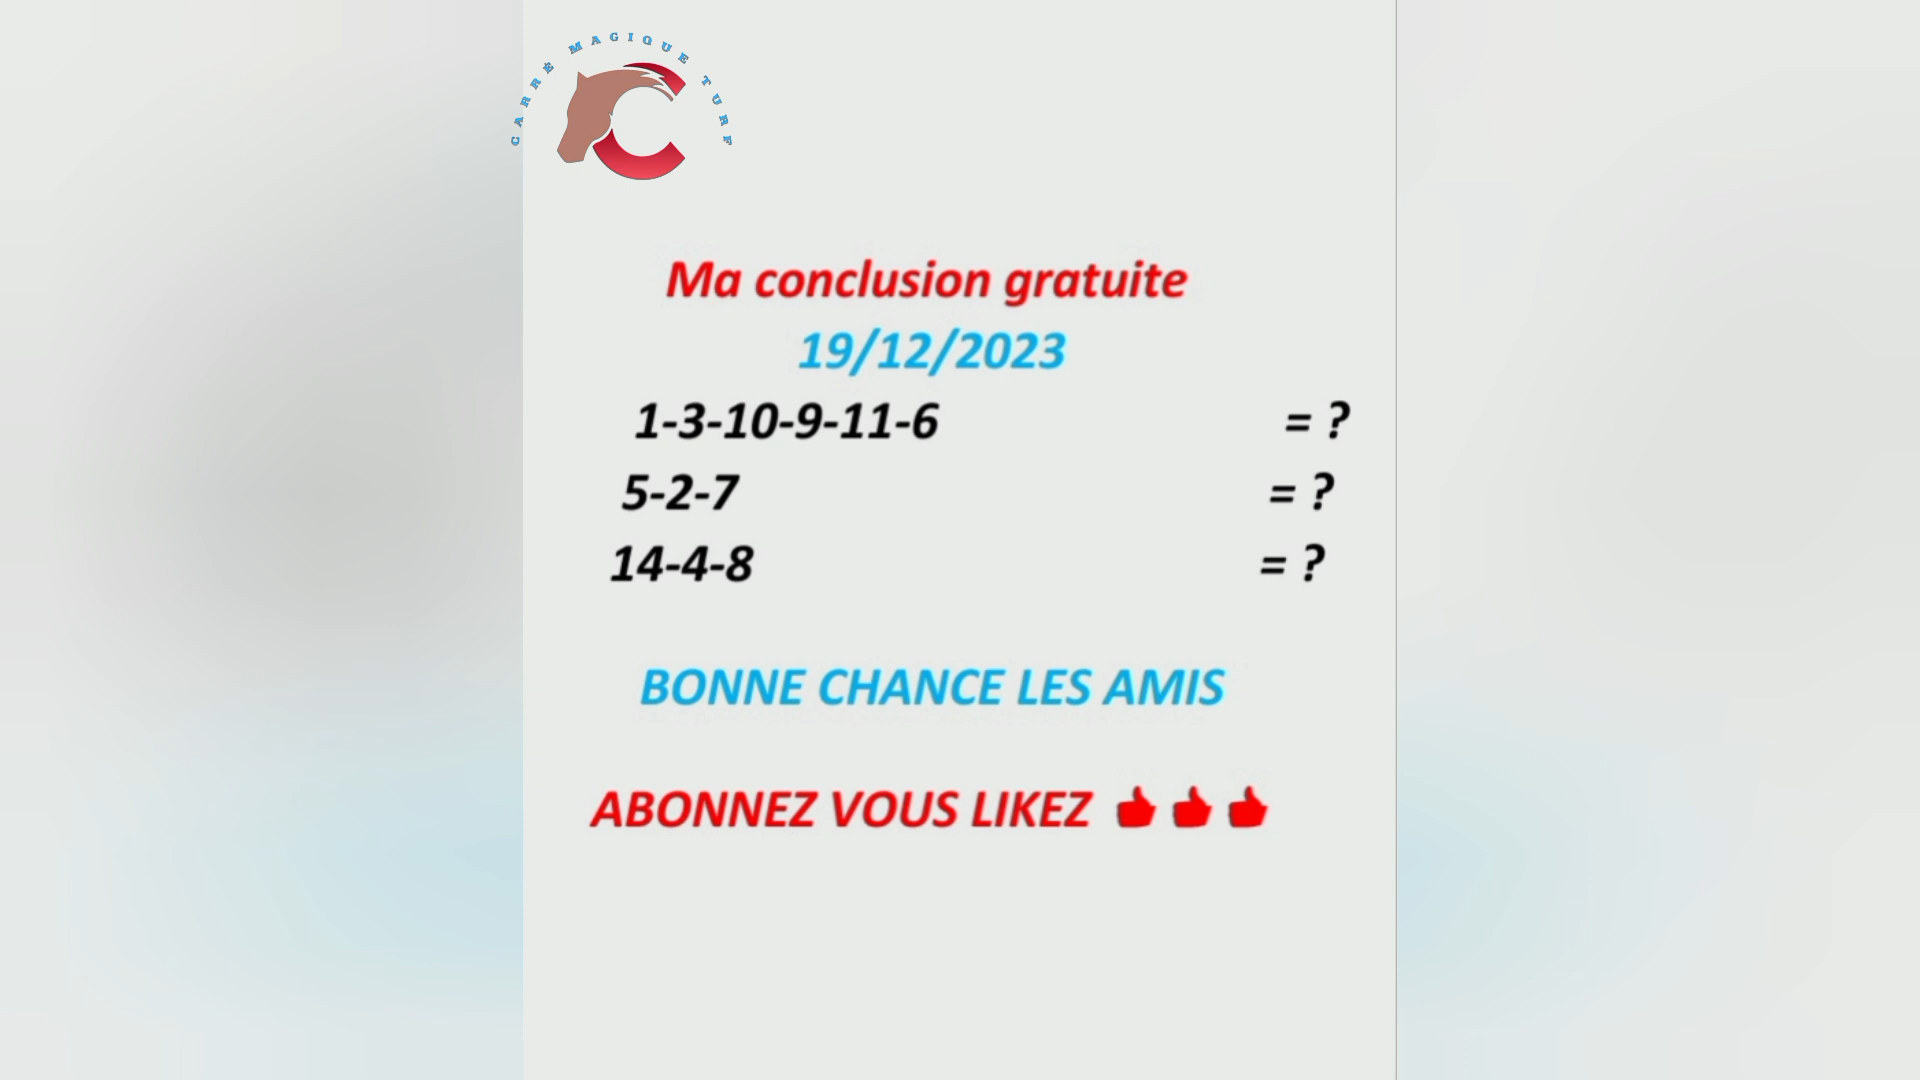 CARRÉ MAGIQUE TURF
Ma conclusion gratuite
19/12/2023
1-3-10-9-11-6 = ?
5-2-7 = ?
14-4-8 = ?
BONNE CHANCE LES AMIS
ABONNEZ VOUS LIKEZ 👍👍👍